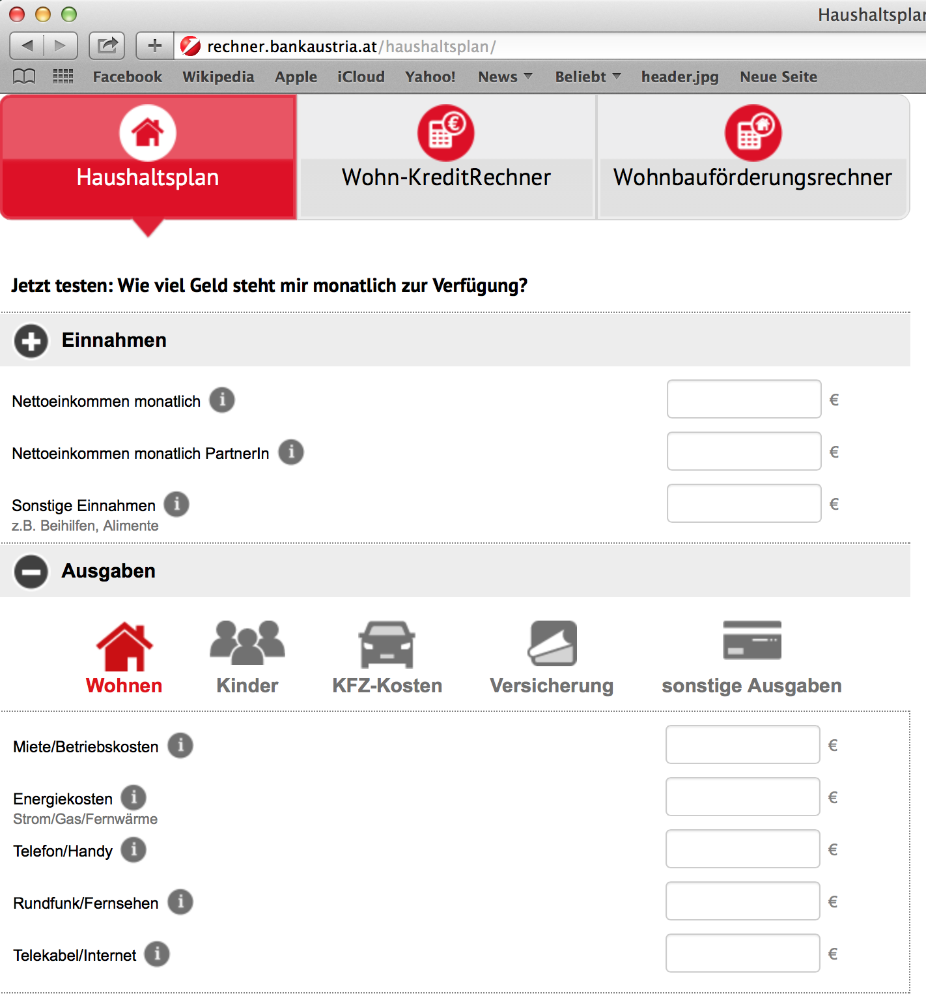 Haushaltsplan
rechner.bankaustria.at/haushaltsplan/
Facebook Wikipedia Apple iCloud Yahoo! News Beliebt header.jpg Neue Seite
Haushaltsplan Wohn-KreditRechner Wohnbauförderungsrechner
Jetzt testen: Wie viel Geld steht mir monatlich zur Verfügung?
Einnahmen
Nettoeinkommen monatlich i €
Nettoeinkommen monatlich PartnerIn i €
Sonstige Einnahmen i €
z.B. Beihilfen, Alimente
Ausgaben
Wohnen Kinder KFZ-Kosten Versicherung sonstige Ausgaben
Miete/Betriebskosten i €
Energiekosten i €
Strom/Gas/Fernwärme
Telefon/Handy i €
Rundfunk/Fernsehen i €
Telekabel/Internet i €